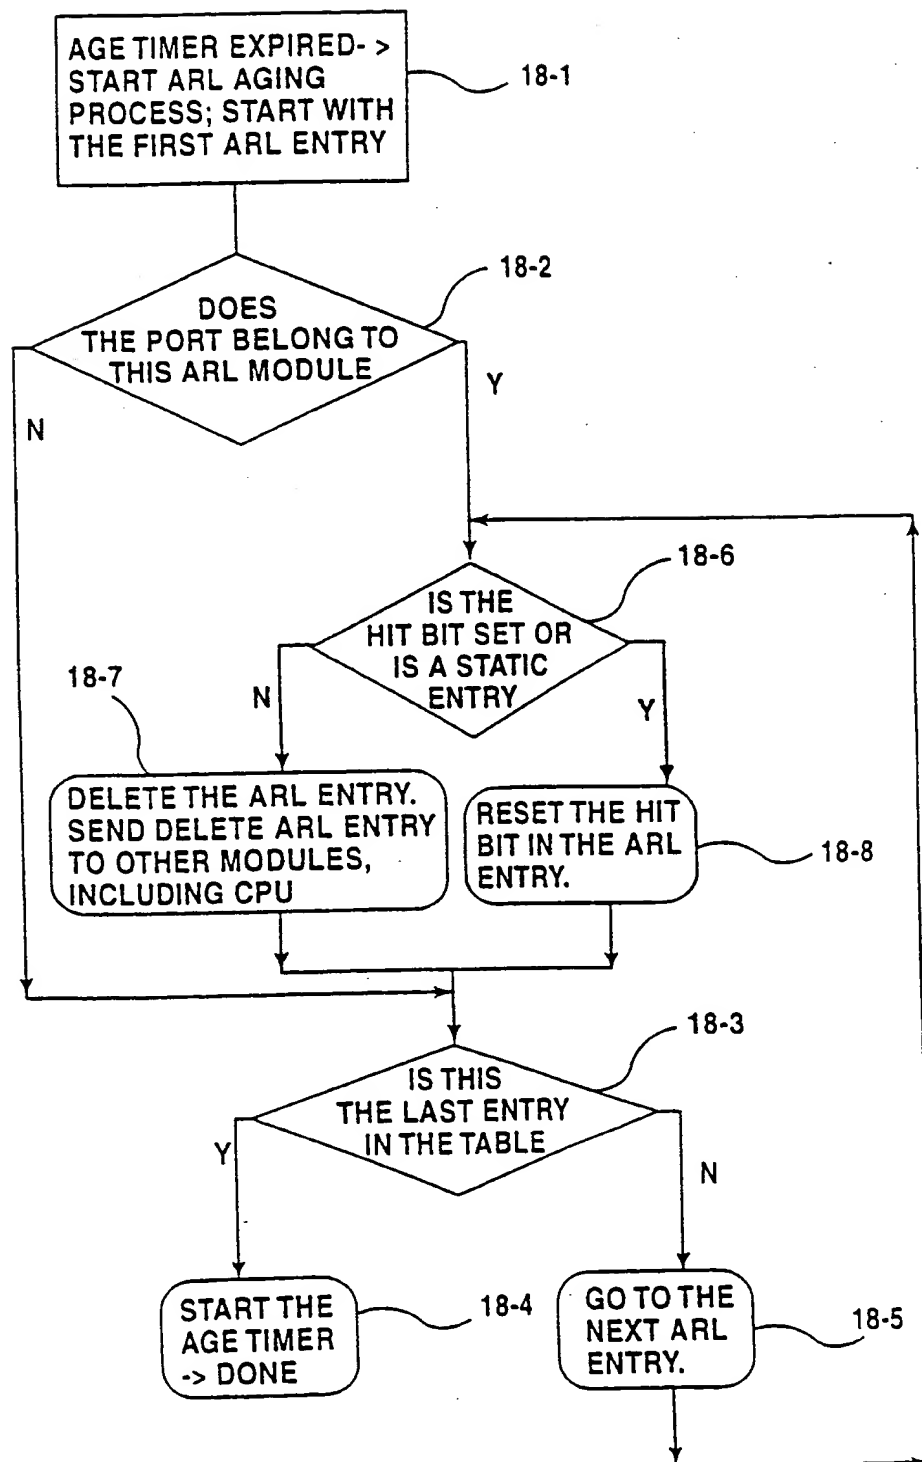 AGE TIMER EXPIRED- >
START ARL AGING
PROCESS; START WITH
THE FIRST ARL ENTRY
18-1
18-2
DOES
THE PORT BELONG TO
THIS ARL MODULE
Y
N
18-6
IS THE
HIT BIT SET OR
IS A STATIC
ENTRY
18-7
N
Y
DELETE THE ARL ENTRY.
SEND DELETE ARL ENTRY
TO OTHER MODULES,
INCLUDING CPU
RESET THE HIT
BIT IN THE ARL
ENTRY.
18-8
18-3
IS THIS
THE LAST ENTRY
IN THE TABLE
Y
N
START THE
AGE TIMER
-> DONE
18-4
GO TO THE
NEXT ARL
ENTRY.
18-5